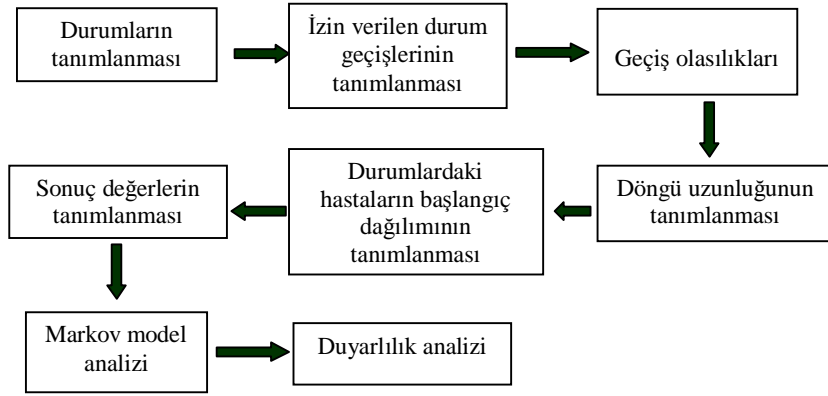 Durumların
tanımlanması
İzin verilen durum
geçişlerinin
tanımlanması
Geçiş olasılıkları
Döngü uzunluğunun
tanımlanması
Durumlardaki
hastaların başlangıç
dağılımının
tanımlanması
Sonuç değerlerin
tanımlanması
Markov model
analizi
Duyarlılık analizi